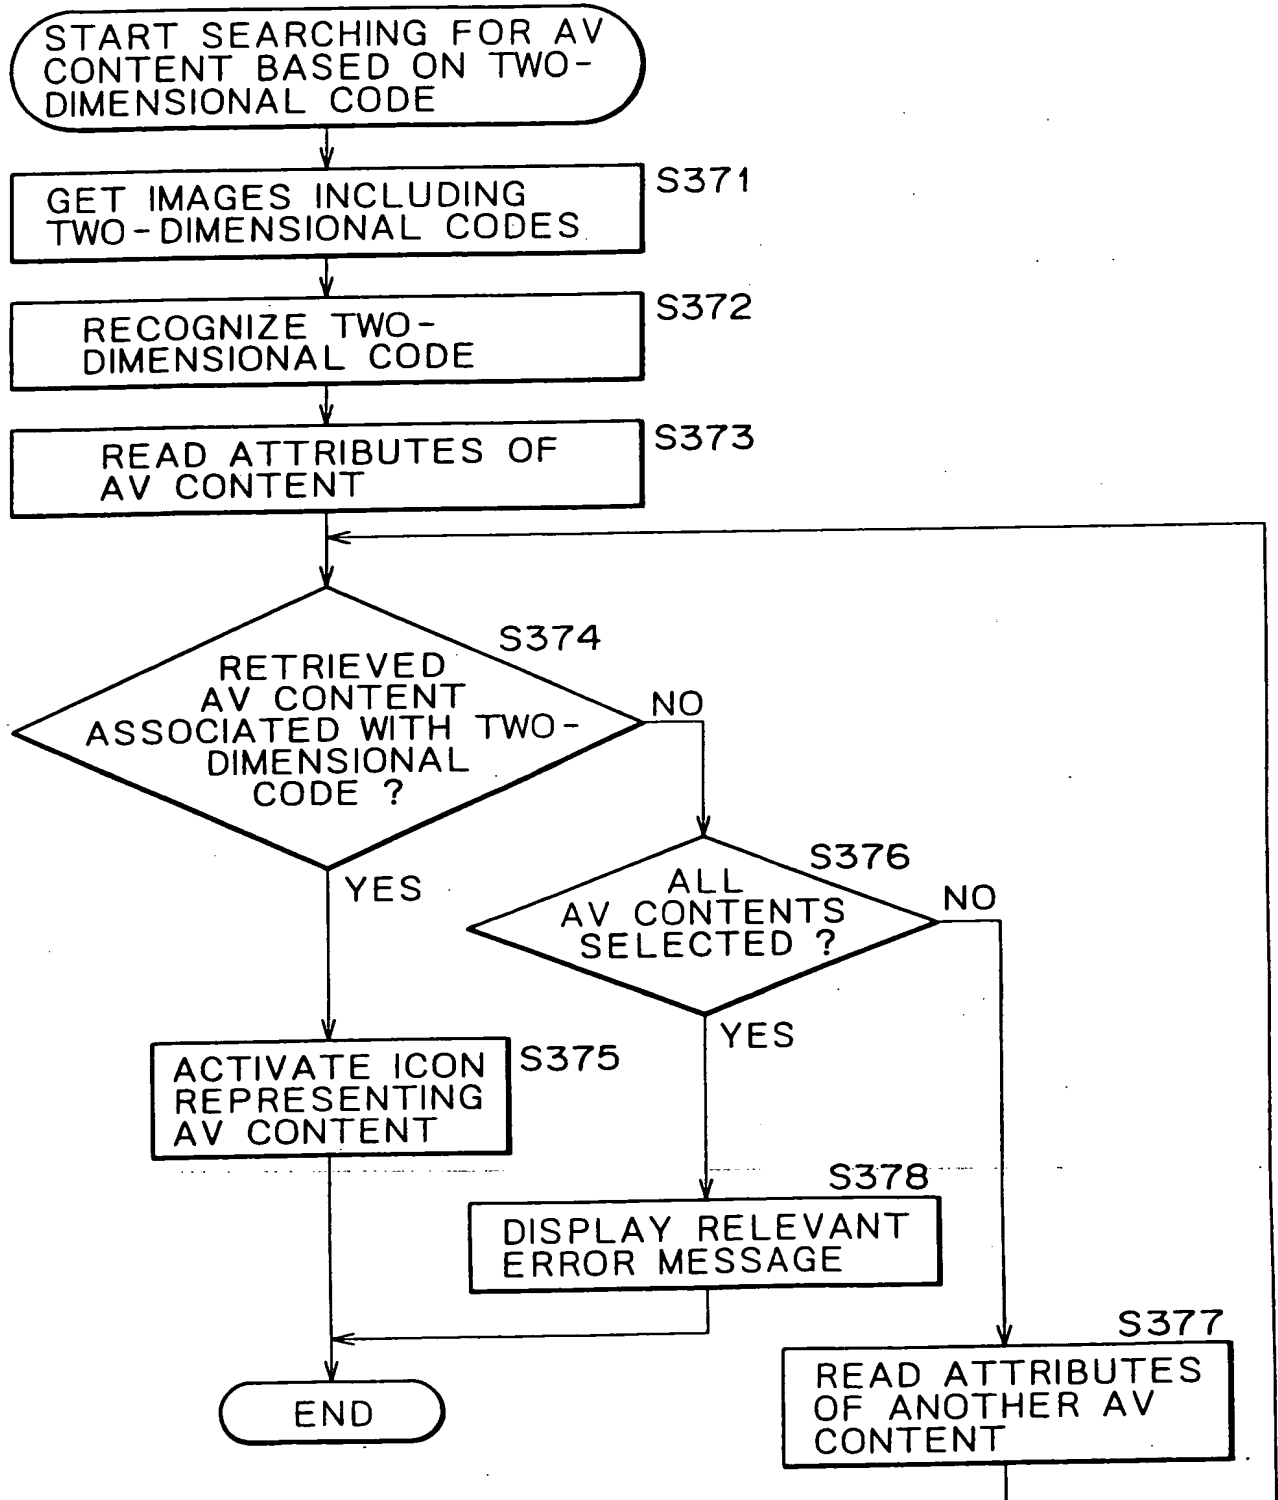 START SEARCHING FOR AV
CONTENT BASED ON TWO-
DIMENSIONAL CODE
S371
GET IMAGES INCLUDING
TWO-DIMENSIONAL CODES
S372
RECOGNIZE TWO-
DIMENSIONAL CODE
S373
READ ATTRIBUTES OF
AV CONTENT
S374
RETRIEVED
AV CONTENT
ASSOCIATED WITH TWO-
DIMENSIONAL
CODE ?
NO
YES
S376
ALL
AV CONTENTS
SELECTED ?
NO
YES
S375
ACTIVATE ICON
REPRESENTING
AV CONTENT
S378
DISPLAY RELEVANT
ERROR MESSAGE
S377
READ ATTRIBUTES
OF ANOTHER AV
CONTENT
END